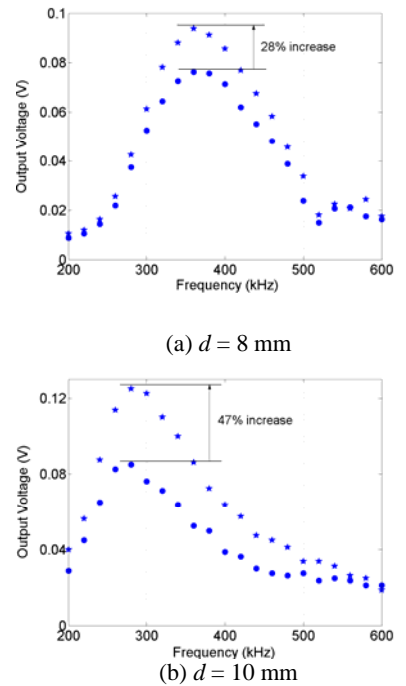 0.1
0.08
0.06
0.04
0.02
0
Output Voltage (V)
28% increase
200 300 400 500 600
Frequency (kHz)
(a) d = 8 mm
0.12
0.08
0.04
0
Output Voltage (V)
47% increase
200 300 400 500 600
Frequency (kHz)
(b) d = 10 mm